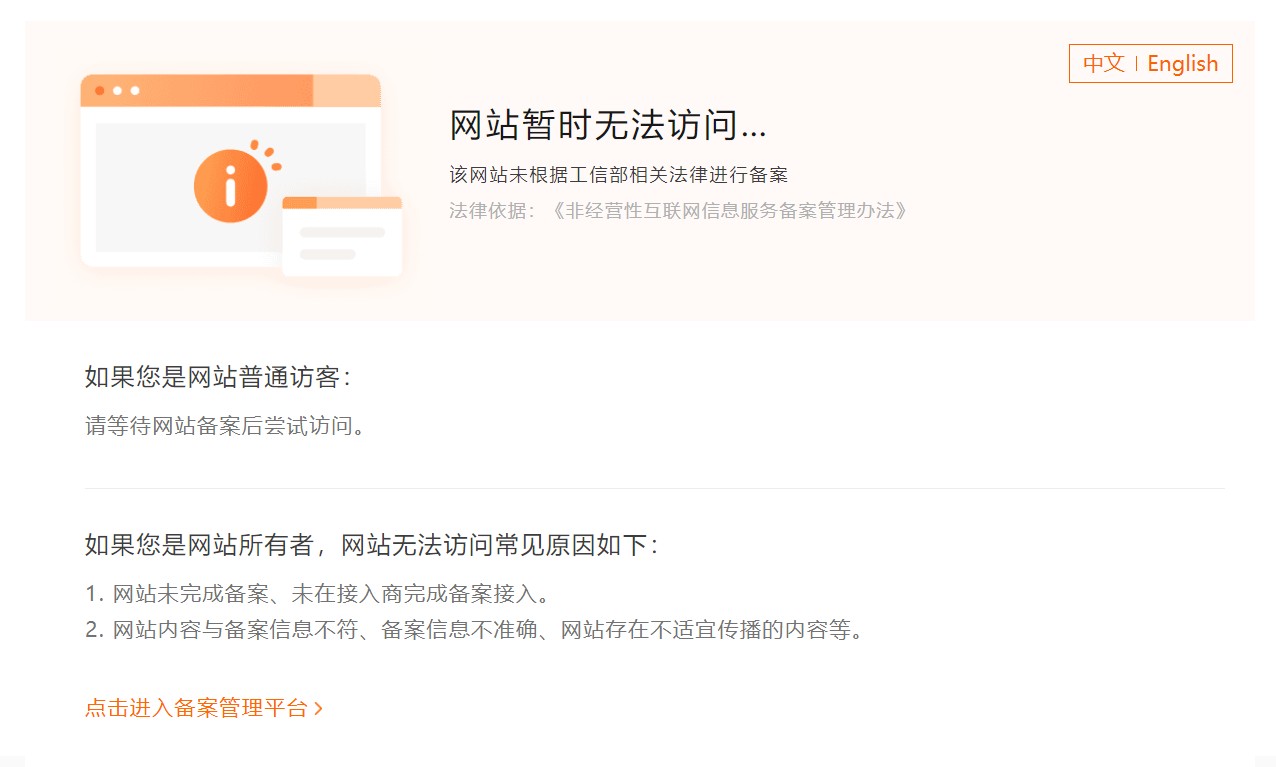 中文 | English
网站暂时无法访问...
该网站未根据工信部相关法律进行备案
法律依据：《非经营性互联网信息服务备案管理办法》
如果您是网站普通访客：
请等待网站备案后尝试访问。
如果您是网站所有者，网站无法访问常见原因如下：
1. 网站未完成备案、未在接入商完成备案接入。
2. 网站内容与备案信息不符、备案信息不准确、网站存在不适宜传播的内容等。
点击进入备案管理平台 >